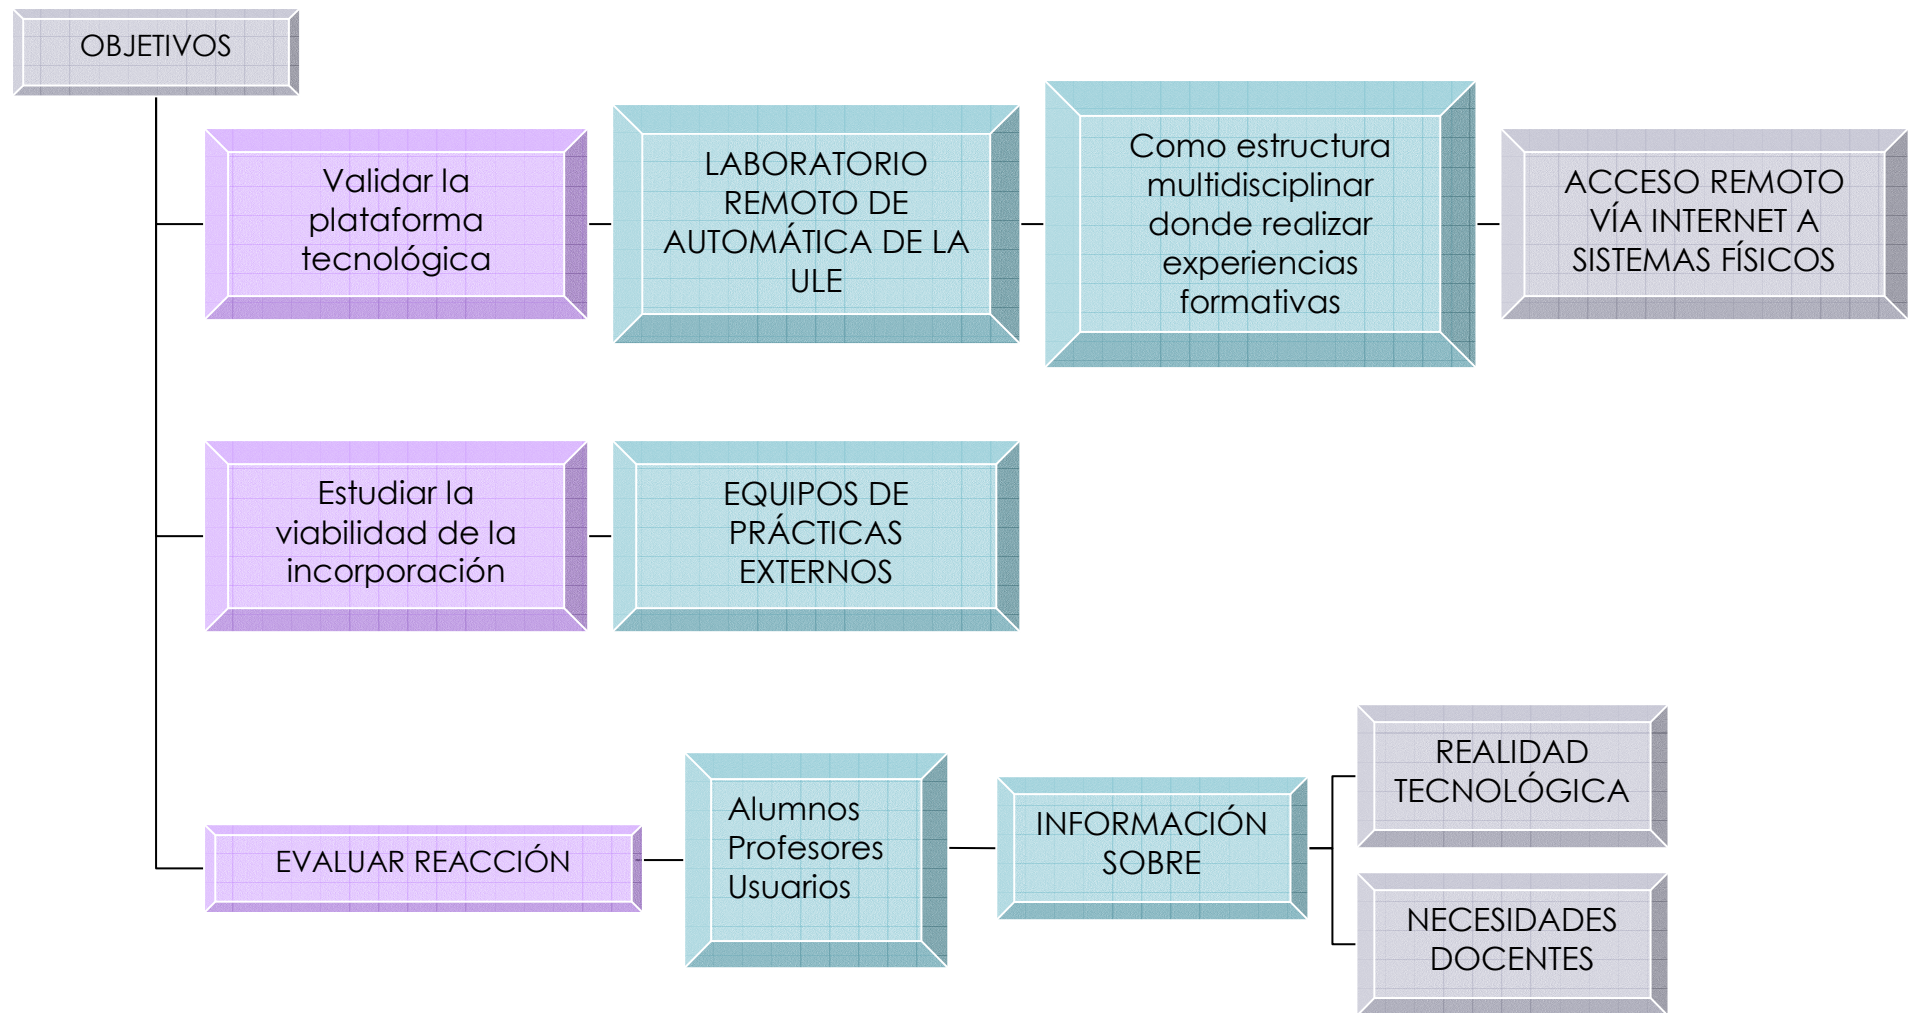 OBJETIVOS
Validar la
plataforma
tecnológica
LABORATORIO
REMOTO DE
AUTOMÁTICA DE LA
ULE
Como estructura
multidisciplinar
donde realizar
experiencias
formativas
ACCESO REMOTO
VÍA INTERNET A
SISTEMAS FÍSICOS
Estudiar la
viabilidad de la
incorporación
EQUIPOS DE
PRÁCTICAS
EXTERNOS
EVALUAR REACCIÓN
Alumnos
Profesores
Usuarios
INFORMACIÓN
SOBRE
REALIDAD
TECNOLÓGICA
NECESIDADES
DOCENTES